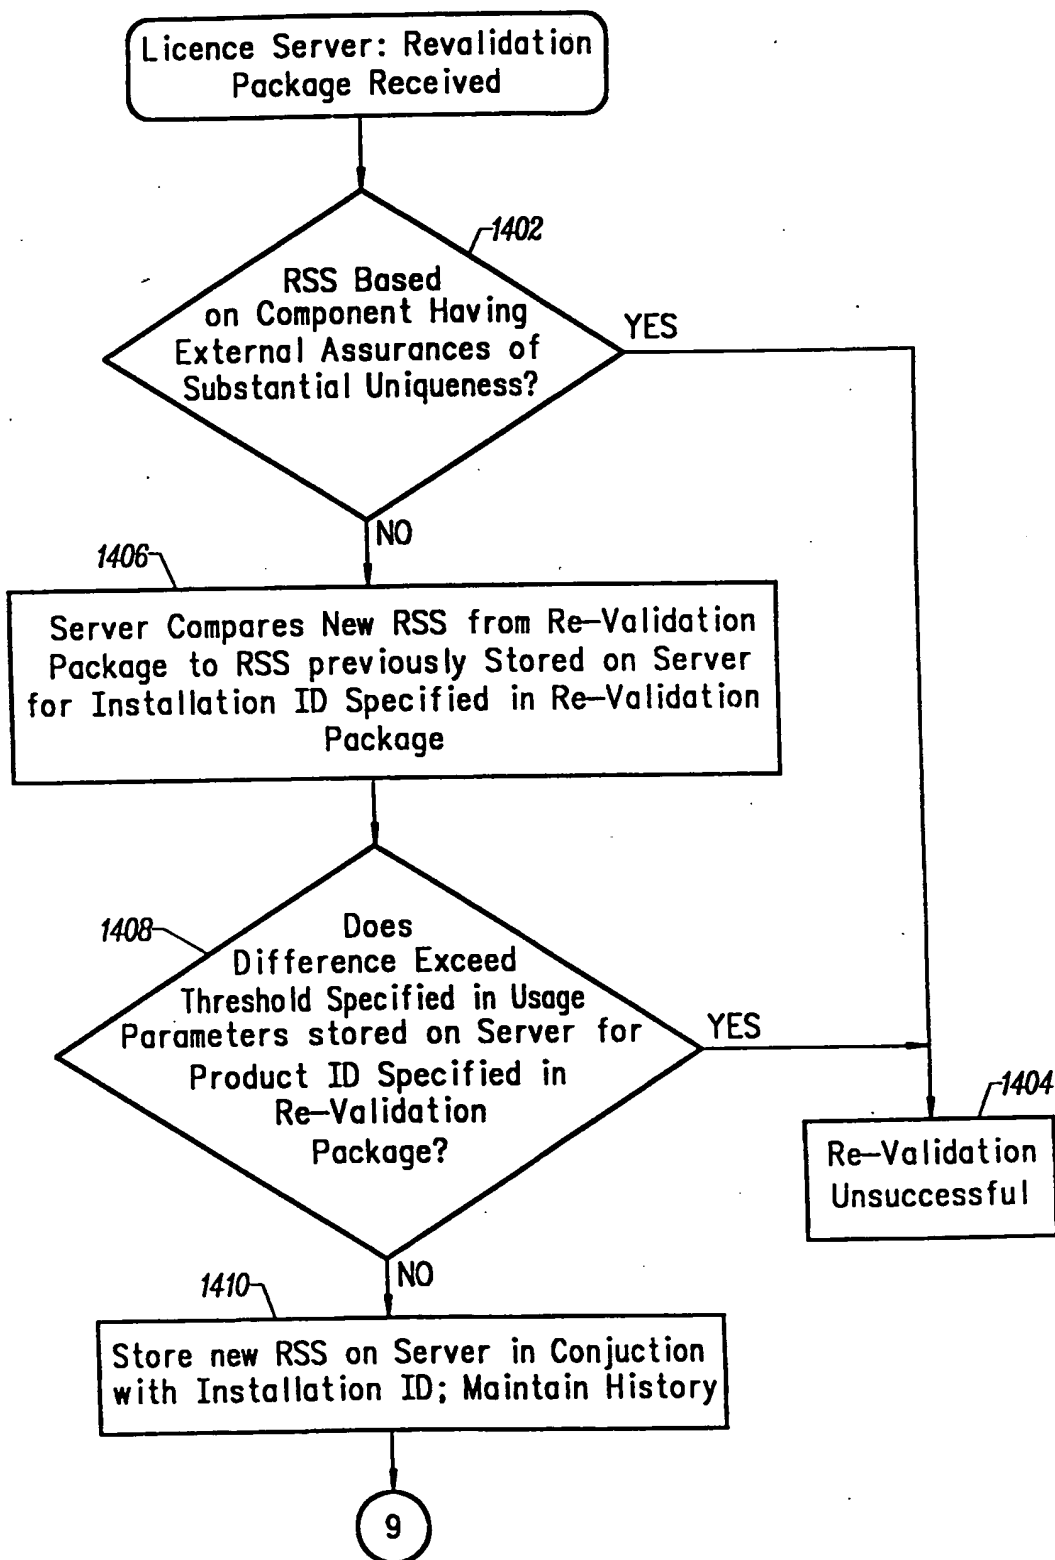 Licence Server: Revalidation
Package Received
1402
RSS Based
on Component Having
External Assurances of
Substantial Uniqueness?
YES
NO
1406
Server Compares New RSS from Re-Validation
Package to RSS previously Stored on Server
for Installation ID Specified in Re-Validation
Package
1408
Does
Difference Exceed
Threshold Specified in Usage
Parameters stored on Server for
Product ID Specified in
Re-Validation
Package?
YES
1404
Re-Validation
Unsuccessful
NO
1410
Store new RSS on Server in Conjuction
with Installation ID; Maintain History
9